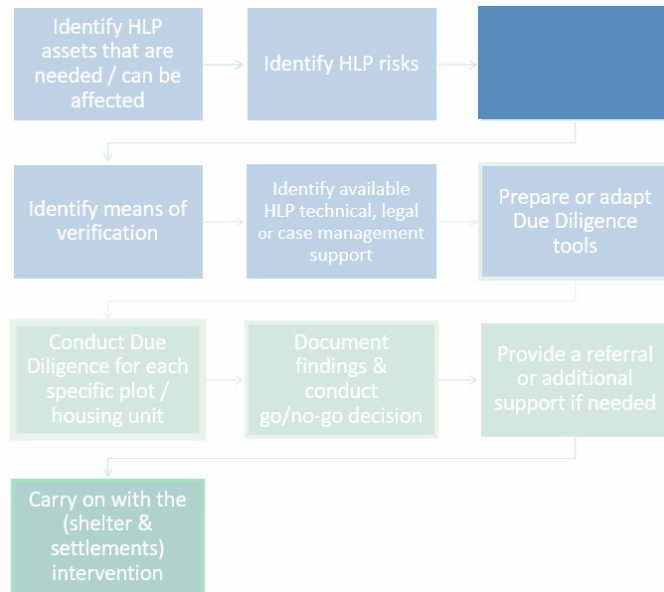 Identify HLP
assets that are
needed / can be
affected
Identify HLP risks
Identify means of
verification
Identify available
HLP technical, legal
or case management
support
Prepare or adapt
Due Diligence
tools
Conduct Due
Diligence for each
specific plot /
housing unit
Document
findings &
conduct
go/no-go decision
Provide a referral
or additional
support if needed
Carry on with the
(shelter &
settlements)
intervention